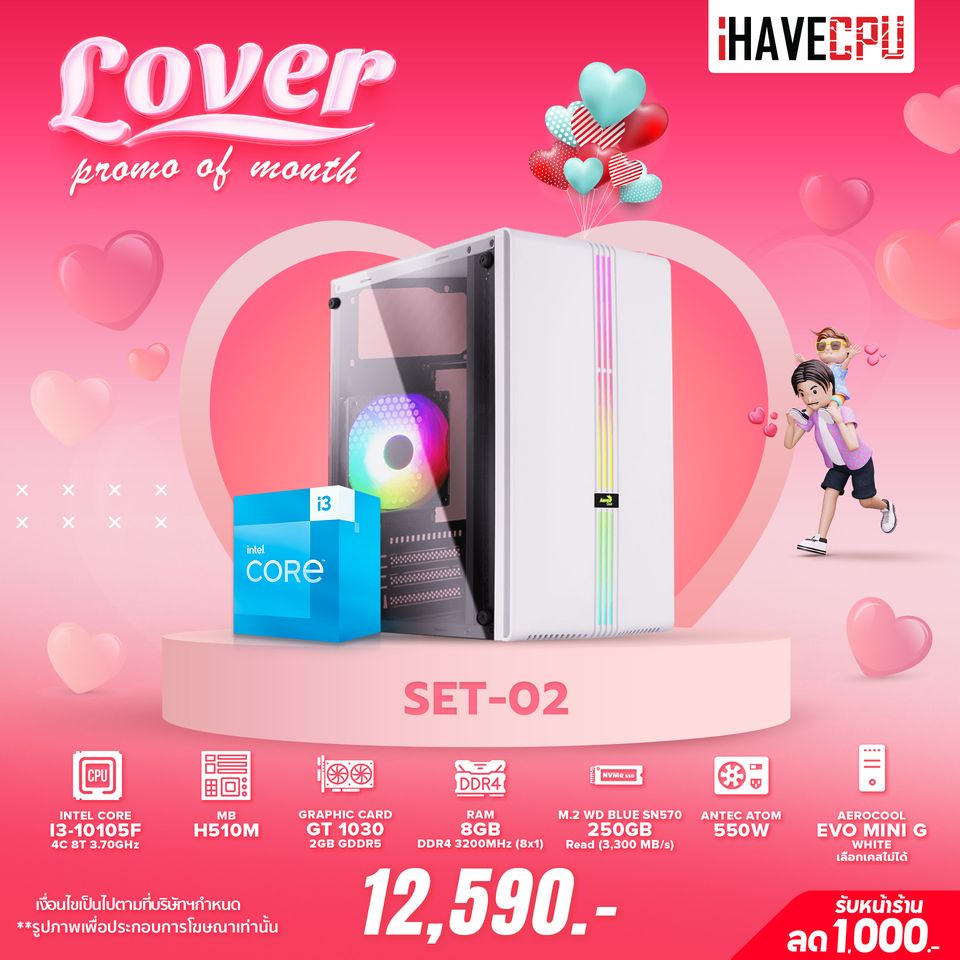 Lover
promo of month
iHAVECPU
i3
intel.
CORE
SET-02
CPU
INTEL CORE
I3-10105F
4C 8T 3.70GHz
MB
H510M
GRAPHIC CARD
GT 1030
2GB GDDR5
DDR4
RAM
8GB
DDR4 3200MHz (8x1)
NVMe SSD
M.2 WD BLUE SN570
250GB
Read (3,300 MB/s)
ANTEC ATOM
550W
AEROCOOL
EVO MINI G
WHITE
เลือกเคสไม่ได้
เงื่อนไขเป็นไปตามที่บริษัทฯกำหนด
**รูปภาพเพื่อประกอบการโฆษณาเท่านั้น
12,590.-
รับหน้าร้าน
ลด 1,000.-